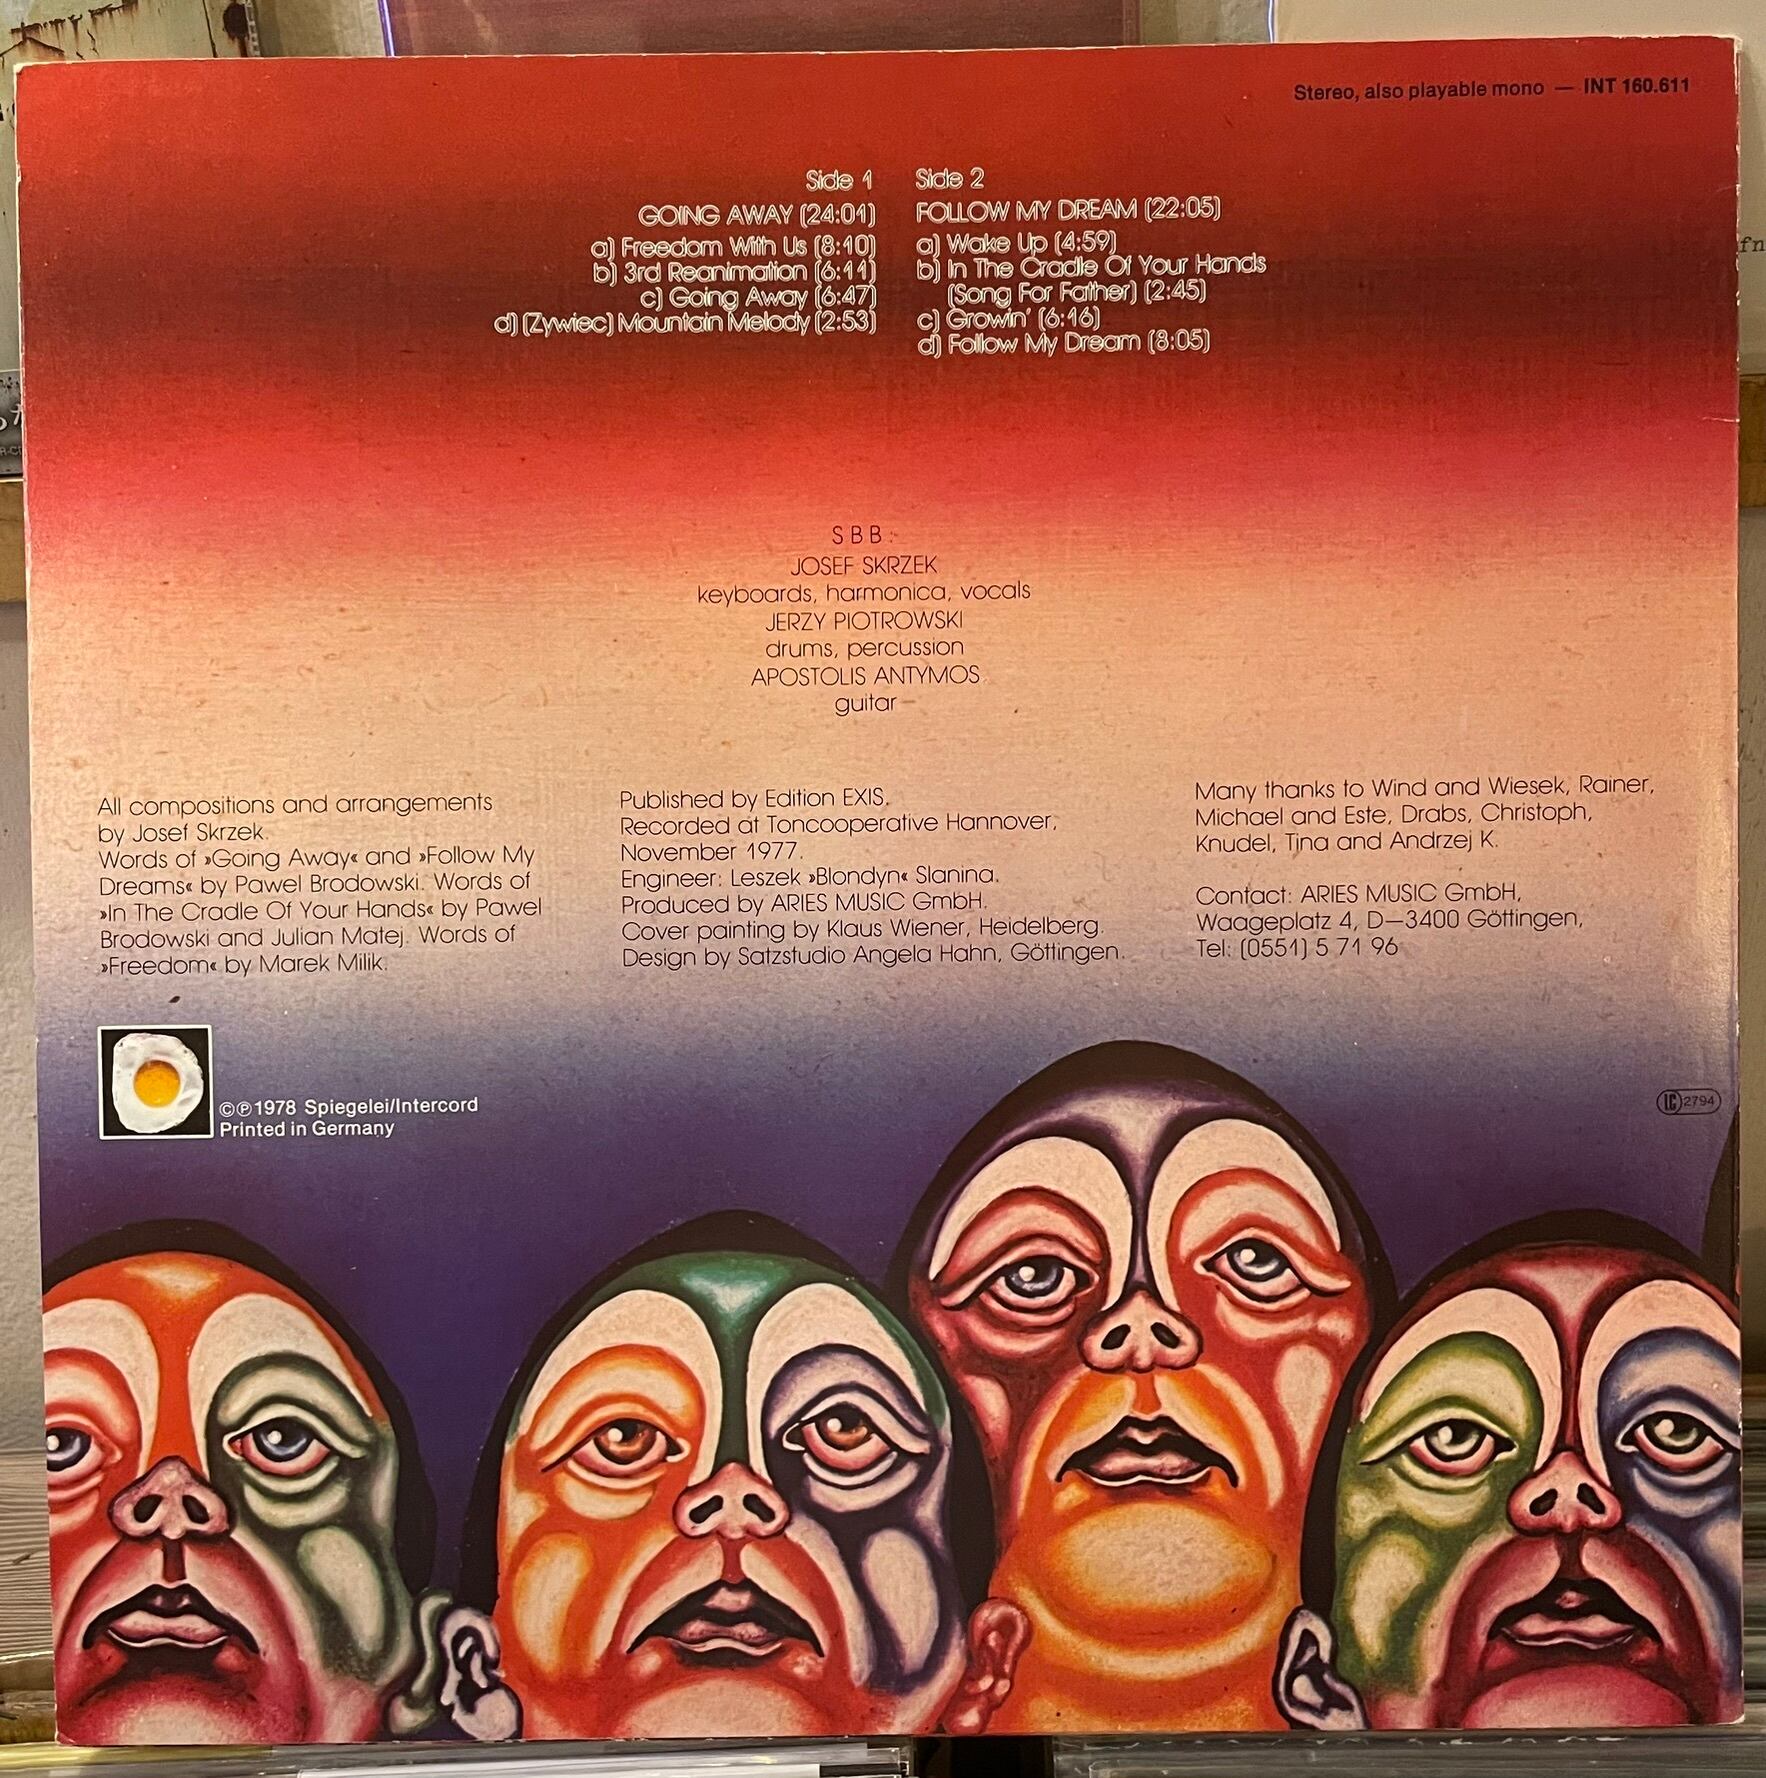 Stereo, also playable mono — INT 160.611
Side 1
GOING AWAY (24:01)
a) Freedom With Us (8:10)
b) 3rd Reanimation (6:11)
c) Going Away (6:47)
d) (Zywiec) Mountain Melody (2:53)
Side 2
FOLLOW MY DREAM (22:05)
a) Wake Up (4:59)
b) In The Cradle Of Your Hands
(Song For Father) (2:45)
c) Growin' (6:16)
d) Follow My Dream (8:05)
SBB:
JOSEF SKRZEK
keyboards, harmonica, vocals
JERZY PIOTROWSKI
drums, percussion
APOSTOLIS ANTYMOS
guitar
All compositions and arrangements
by Josef Skrzek.
Words of »Going Away« and »Follow My
Dreams« by Pawel Brodowski. Words of
»In The Cradle Of Your Hands« by Pawel
Brodowski and Julian Matej. Words of
»Freedom« by Marek Milik.
Published by Edition EXIS.
Recorded at Toncooperative Hannover,
November 1977.
Engineer: Leszek »Blondyn« Slanina.
Produced by ARIES MUSIC GmbH.
Cover painting by Klaus Wiener, Heidelberg.
Design by Satzstudio Angela Hahn, Göttingen.
Many thanks to Wind and Wiesek, Rainer,
Michael and Este, Drabs, Christoph,
Knudel, Tina and Andrzej K.
Contact: ARIES MUSIC GmbH,
Waageplatz 4, D—3400 Göttingen,
Tel: (0551) 5 71 96
©℗1978 Spiegelei/Intercord
Printed in Germany
LC 2794